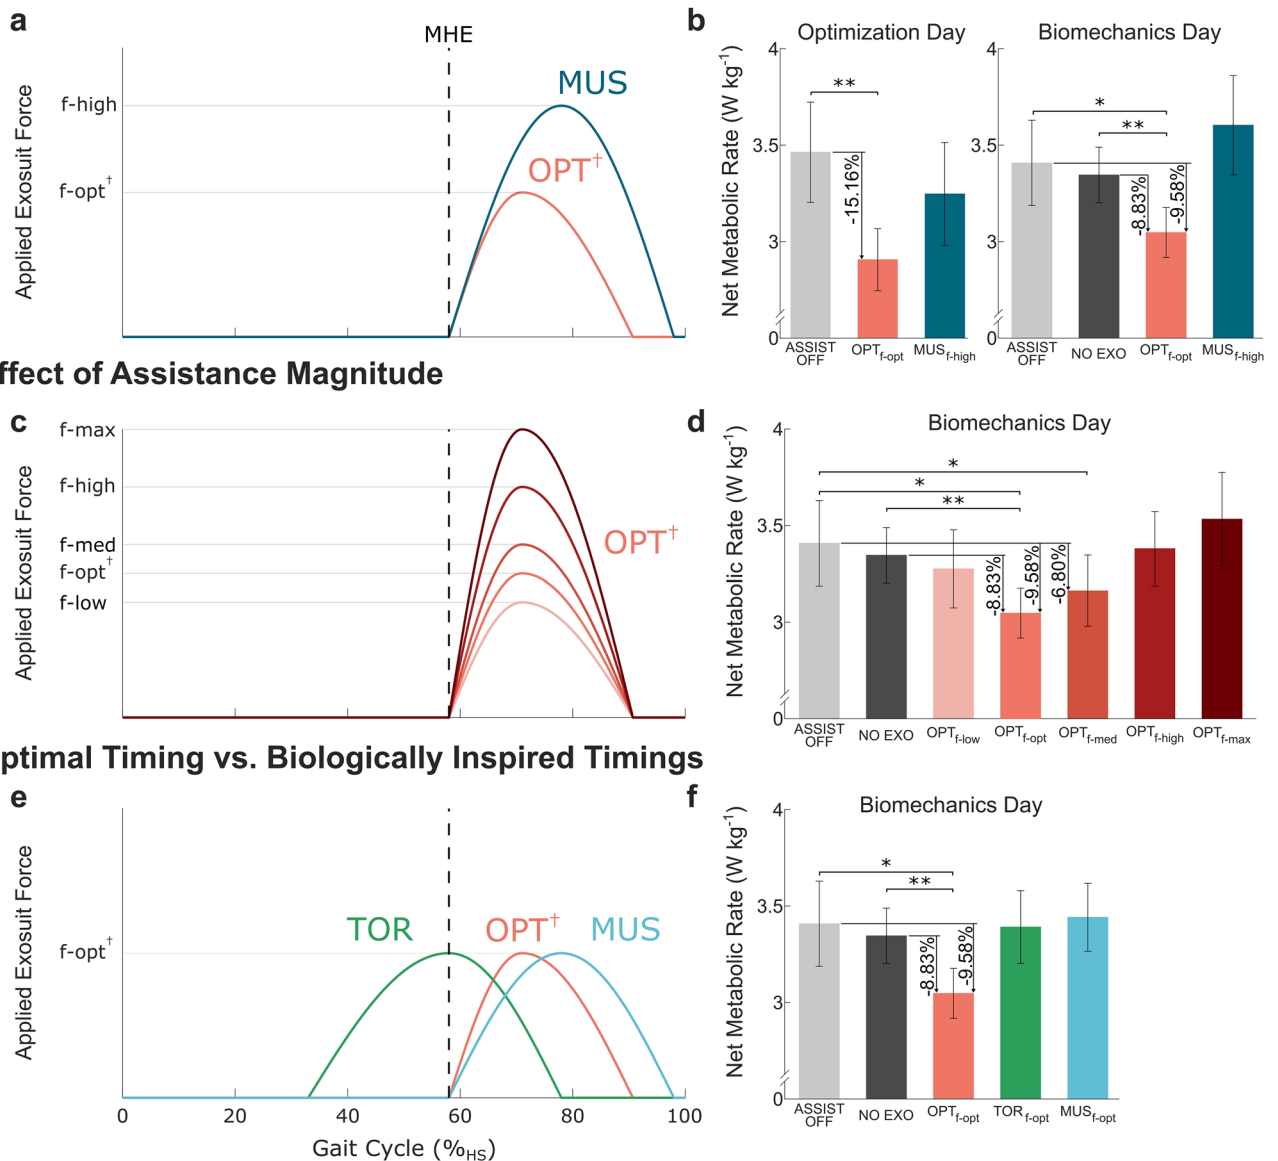 a
MHE
f-high
MUS
OPT†
f-opt†
Applied Exosuit Force
b
Optimization Day
Biomechanics Day
Net Metabolic Rate (W kg-1)
4
3.5
3
0
**
-15.16%
ASSIST OFF
OPTf-opt
MUSf-high
Net Metabolic Rate (W kg-1)
4
3.5
3
0
*
**
-8.83%
-9.58%
ASSIST OFF
NO EXO
OPTf-opt
MUSf-high
ffect of Assistance Magnitude
c
f-max
f-high
f-med
f-opt†
f-low
OPT†
Applied Exosuit Force
d
Biomechanics Day
Net Metabolic Rate (W kg-1)
4
3.5
3
0
*
*
**
-8.83%
-9.58%
-6.80%
ASSIST OFF
NO EXO
OPTf-low
OPTf-opt
OPTf-med
OPTf-high
OPTf-max
ptimal Timing vs. Biologically Inspired Timings
e
TOR
OPT†
MUS
f-opt†
Applied Exosuit Force
0
20
40
60
80
100
Gait Cycle (%HS)
f
Biomechanics Day
Net Metabolic Rate (W kg-1)
4
3.5
3
0
*
**
-8.83%
-9.58%
ASSIST OFF
NO EXO
OPTf-opt
TOR f-opt
MUSf-opt